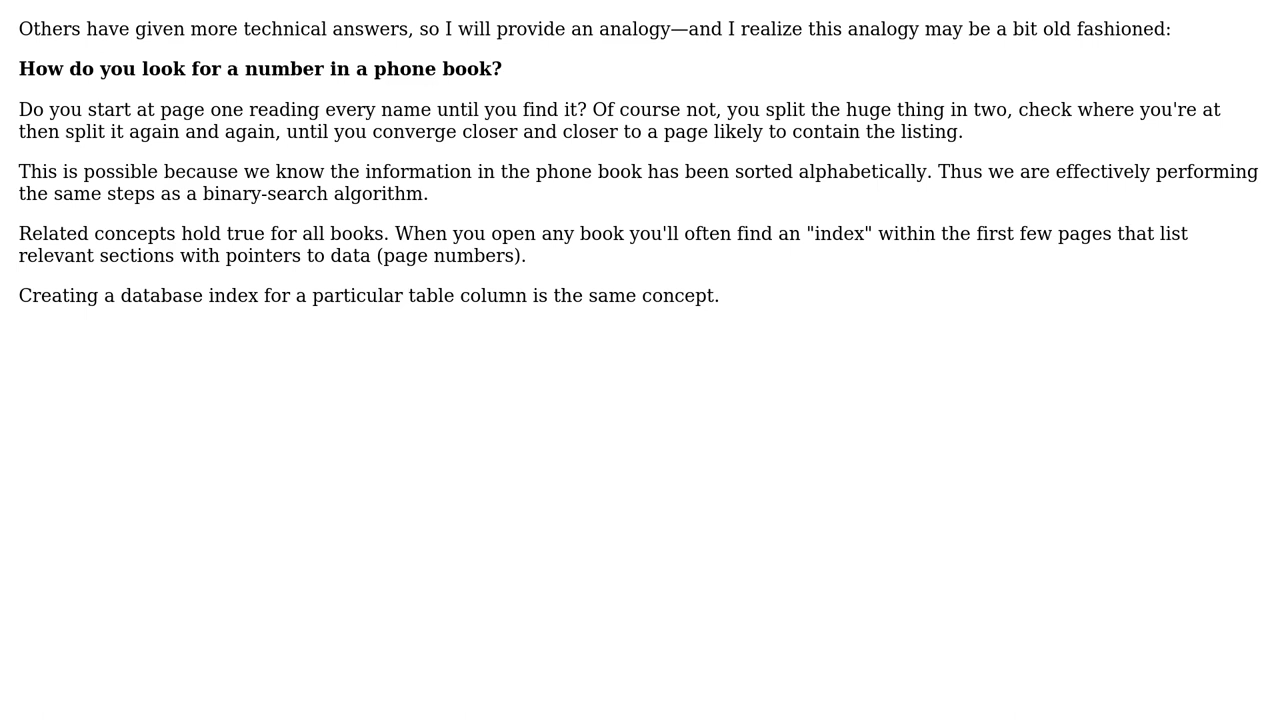 Others have given more technical answers, so I will provide an analogy—and I realize this analogy may be a bit old fashioned:
How do you look for a number in a phone book?
Do you start at page one reading every name until you find it? Of course not, you split the huge thing in two, check where you're at
then split it again and again, until you converge closer and closer to a page likely to contain the listing.
This is possible because we know the information in the phone book has been sorted alphabetically. Thus we are effectively performing
the same steps as a binary-search algorithm.
Related concepts hold true for all books. When you open any book you'll often find an "index" within the first few pages that list
relevant sections with pointers to data (page numbers).
Creating a database index for a particular table column is the same concept.